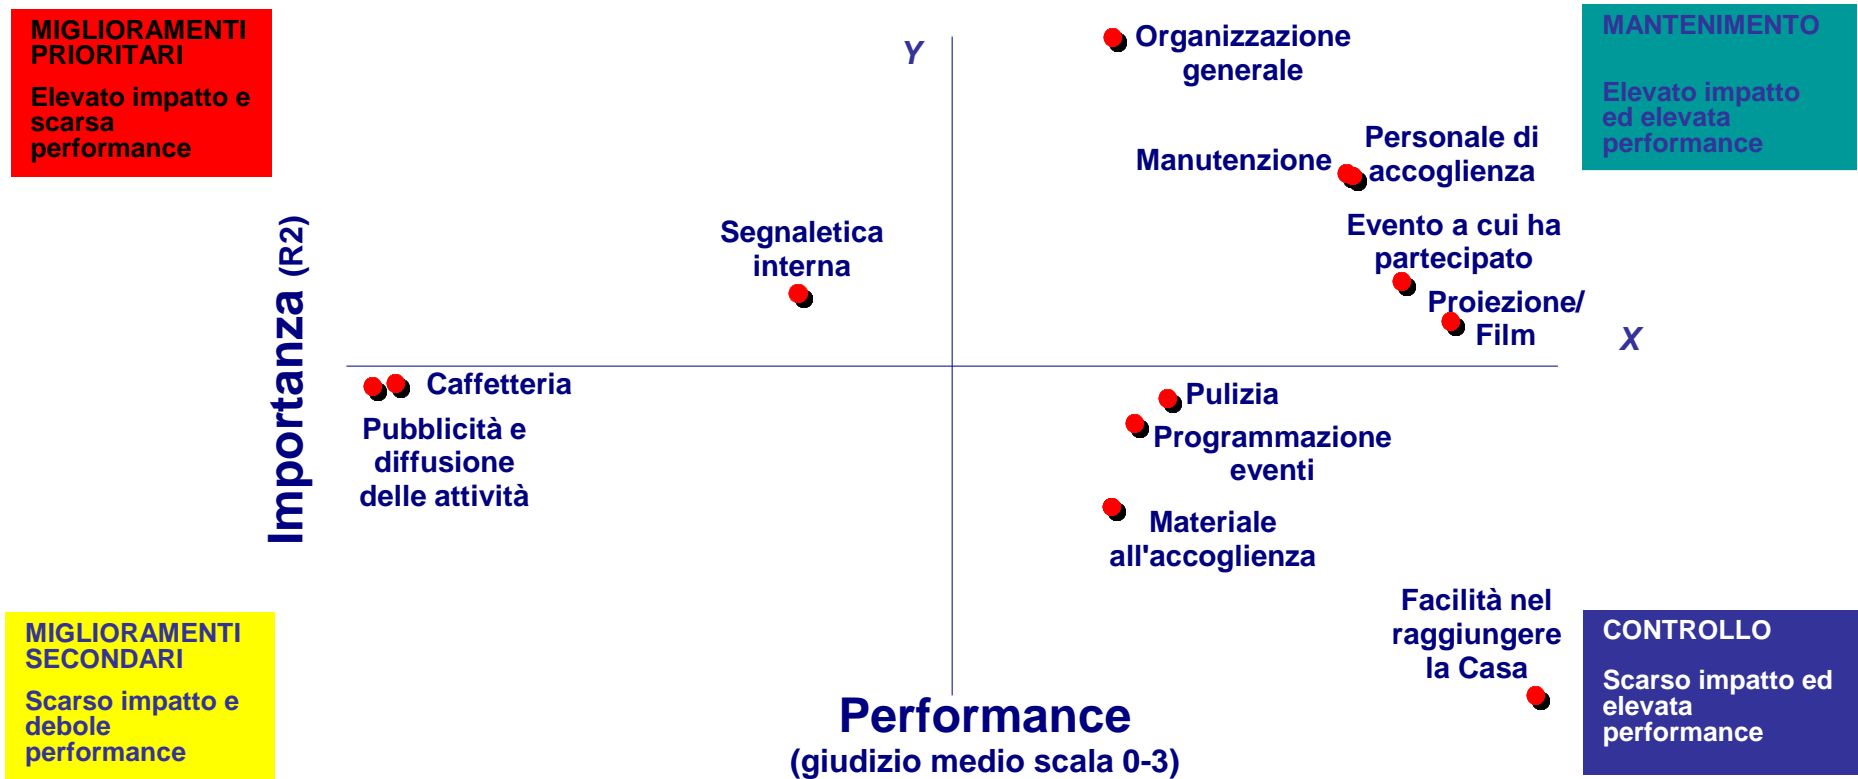 MIGLIORAMENTI
PRIORITARI
Elevato impatto e
scarsa
performance
Y
Organizzazione
generale
MANTENIMENTO
Elevato impatto
ed elevata
performance
Manutenzione
Personale di
accoglienza
Segnaletica
interna
Evento a cui ha
partecipato
Proiezione/
Film
X
Importanza (R2)
Caffetteria
Pubblicità e
diffusione
delle attività
Pulizia
Programmazione
eventi
Materiale
all'accoglienza
Facilità nel
raggiungere
la Casa
MIGLIORAMENTI
SECONDARI
Scarso impatto e
debole
performance
Performance
(giudizio medio scala 0-3)
CONTROLLO
Scarso impatto ed
elevata
performance